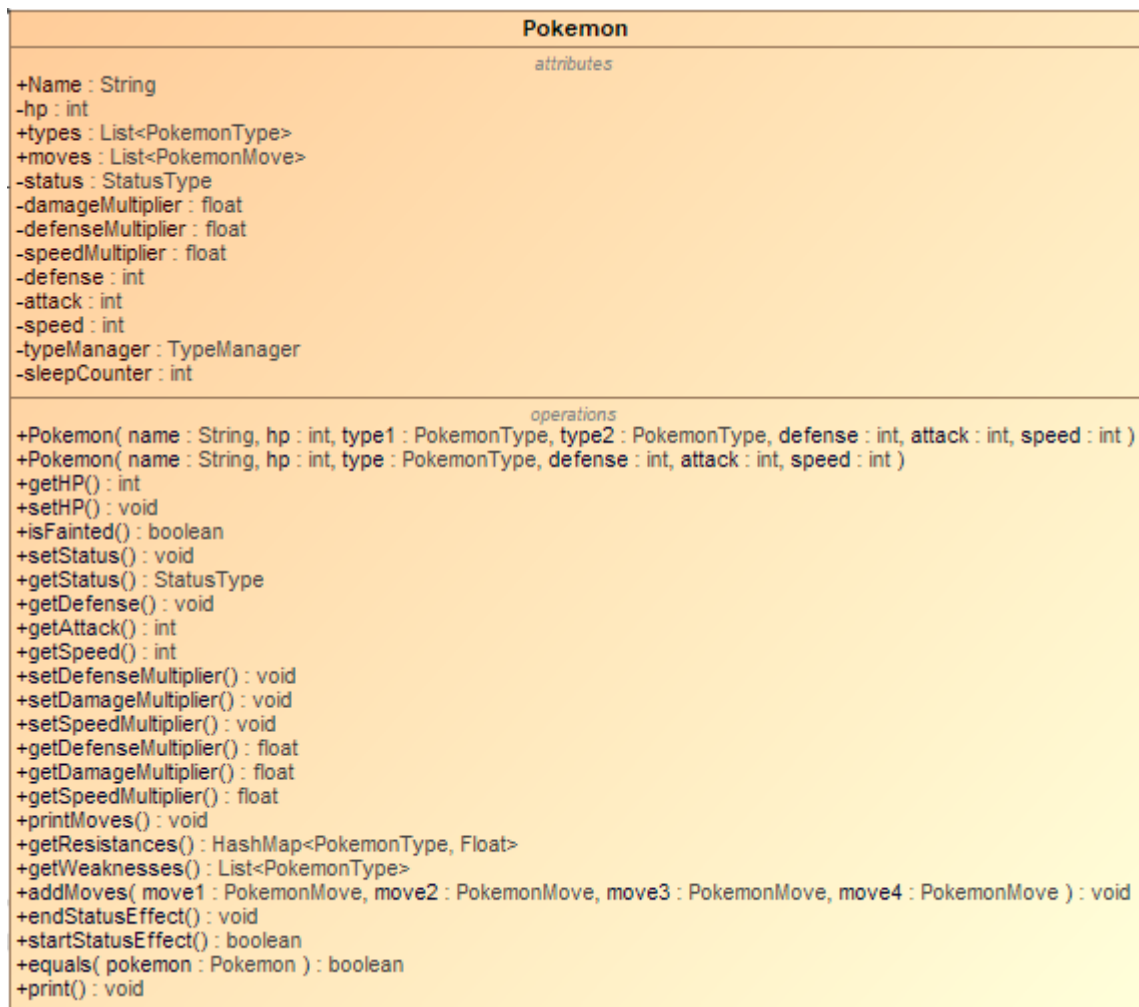 Pokemon
attributes
+Name : String
-hp : int
+types : List<PokemonType>
+moves : List<PokemonMove>
-status : StatusType
-damageMultiplier : float
-defenseMultiplier : float
-speedMultiplier : float
-defense : int
-attack : int
-speed : int
-typeManager : TypeManager
-sleepCounter : int
operations
+Pokemon( name : String, hp : int, type1 : PokemonType, type2 : PokemonType, defense : int, attack : int, speed : int )
+Pokemon( name : String, hp : int, type : PokemonType, defense : int, attack : int, speed : int )
+getHP() : int
+setHP() : void
+isFainted() : boolean
+setStatus() : void
+getStatus() : StatusType
+getDefense() : void
+getAttack() : int
+getSpeed() : int
+setDefenseMultiplier() : void
+setDamageMultiplier() : void
+setSpeedMultiplier() : void
+getDefenseMultiplier() : float
+getDamageMultiplier() : float
+getSpeedMultiplier() : float
+printMoves() : void
+getResistances() : HashMap<PokemonType, Float>
+getWeaknesses() : List<PokemonType>
+addMoves( move1 : PokemonMove, move2 : PokemonMove, move3 : PokemonMove, move4 : PokemonMove ) : void
+endStatusEffect() : void
+startStatusEffect() : boolean
+equals( pokemon : Pokemon ) : boolean
+print() : void